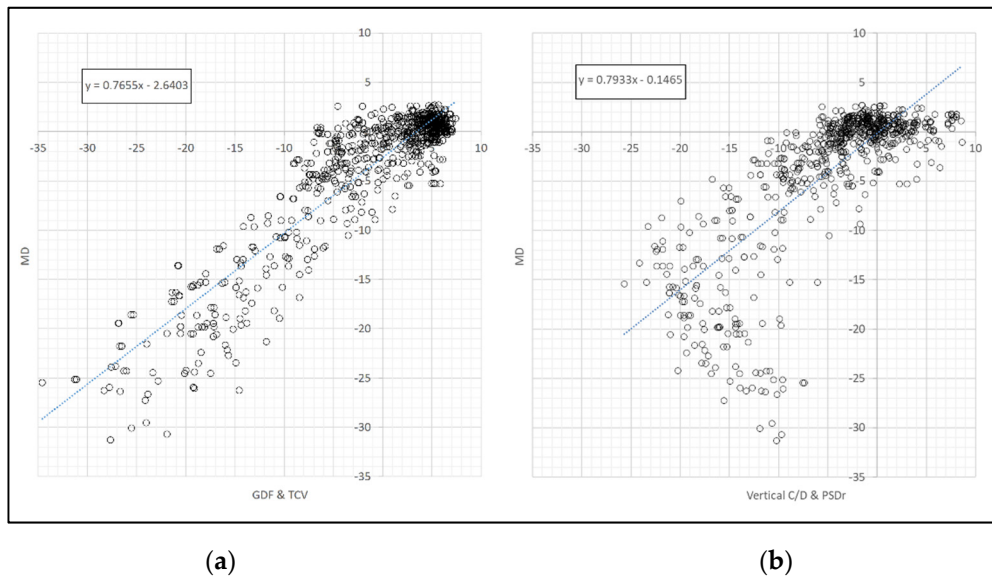 10
5
y = 0.7655x - 2.6403
-35 -30 -25 -20 -15 -10 -5 5 10
-5
-10
-15
-20
-25
-30
-35
MD
GDF & TCV
10
5
y = 0.7933x - 0.1465
-35 -30 -25 -20 -15 -10 -5 5 10
-5
-10
-15
-20
-25
-30
-35
MD
Vertical C/D & PSDr
(a)
(b)